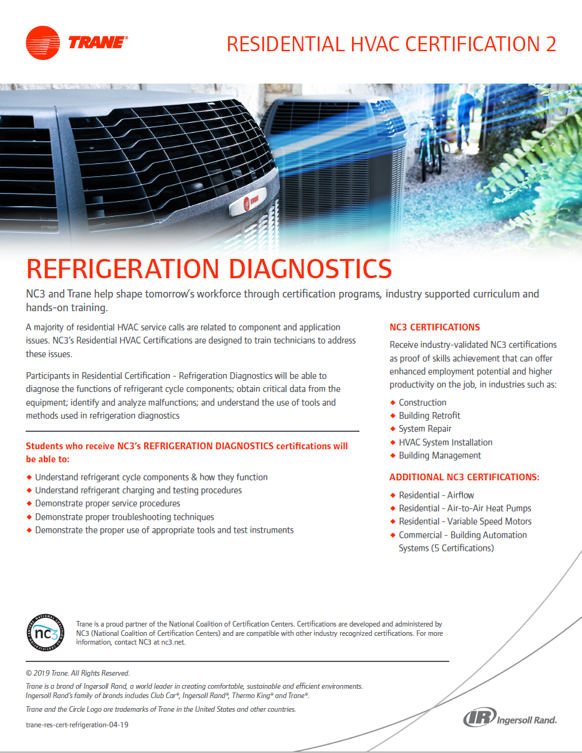 TRANE®
RESIDENTIAL HVAC CERTIFICATION 2
TRANE
REFRIGERATION DIAGNOSTICS
NC3 and Trane help shape tomorrow's workforce through certification programs, industry supported curriculum and
hands-on training.
A majority of residential HVAC service calls are related to component and application
issues. NC3's Residential HVAC Certifications are designed to train technicians to address
these issues.
Participants in Residential Certification - Refrigeration Diagnostics will be able to
diagnose the functions of refrigerant cycle components; obtain critical data from the
equipment; identify and analyze malfunctions; and understand the use of tools and
methods used in refrigeration diagnostics
Students who receive NC3's REFRIGERATION DIAGNOSTICS certifications will
be able to:
◆ Understand refrigerant cycle components & how they function
◆ Understand refrigerant charging and testing procedures
◆ Demonstrate proper service procedures
◆ Demonstrate proper troubleshooting techniques
◆ Demonstrate the proper use of appropriate tools and test instruments
NC3 CERTIFICATIONS
Receive industry-validated NC3 certifications
as proof of skills achievement that can offer
enhanced employment potential and higher
productivity on the job, in industries such as:
◆ Construction
◆ Building Retrofit
◆ System Repair
◆ HVAC System Installation
◆ Building Management
ADDITIONAL NC3 CERTIFICATIONS:
◆ Residential - Airflow
◆ Residential - Air-to-Air Heat Pumps
◆ Residential - Variable Speed Motors
◆ Commercial - Building Automation
Systems (5 Certifications)
nc3
Trane is a proud partner of the National Coalition of Certification Centers. Certifications are developed and administered by
NC3 (National Coalition of Certification Centers) and are compatible with other industry recognized certifications. For more
information, contact NC3 at nc3.net.
© 2019 Trane. All Rights Reserved.
Trane is a brand of Ingersoll Rand, a world leader in creating comfortable, sustainable and efficient environments.
Ingersoll Rand's family of brands includes Club Car®, Ingersoll Rand®, Thermo King® and Trane®.
Trane and the Circle Logo are trademarks of Trane in the United States and other countries.
trane-res-cert-refrigeration-04-19
IR Ingersoll Rand.